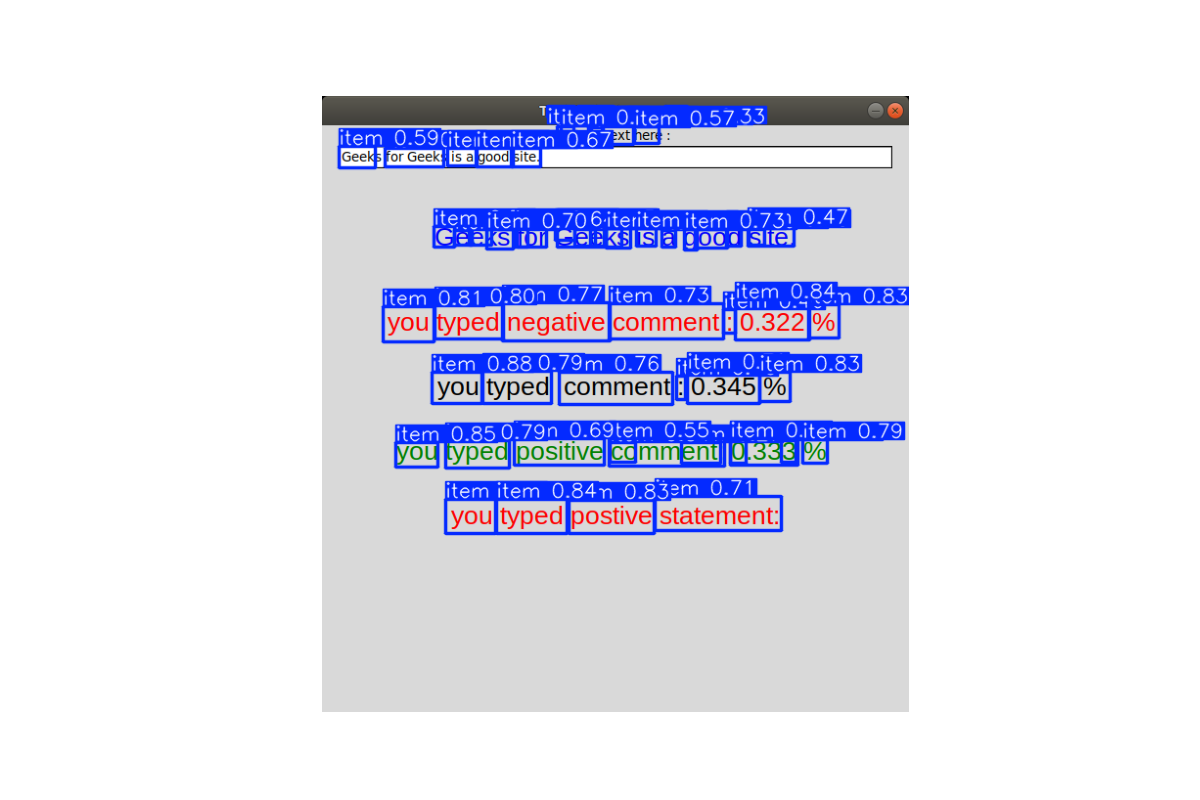 item 0. item 0.57 33
ext here :
item 0.59 item 0.67
Geeks for Geeks is a good site.
item item 0.70 item item 0.73 0.47
Geeks for Geeks is a good site.
item 0.81 0.80 0.77 item 0.73 item 0.84 0.83
you typed negative comment : 0.322 %
item 0.88 0.79 0.76 item 0. item 0.83
you typed comment : 0.345 %
item 0.85 0.79 0.69 item 0.55 item 0. item 0.79
you typed positive comment 0.333 %
item item 0.84 0.83 0.71
you typed postive statement: